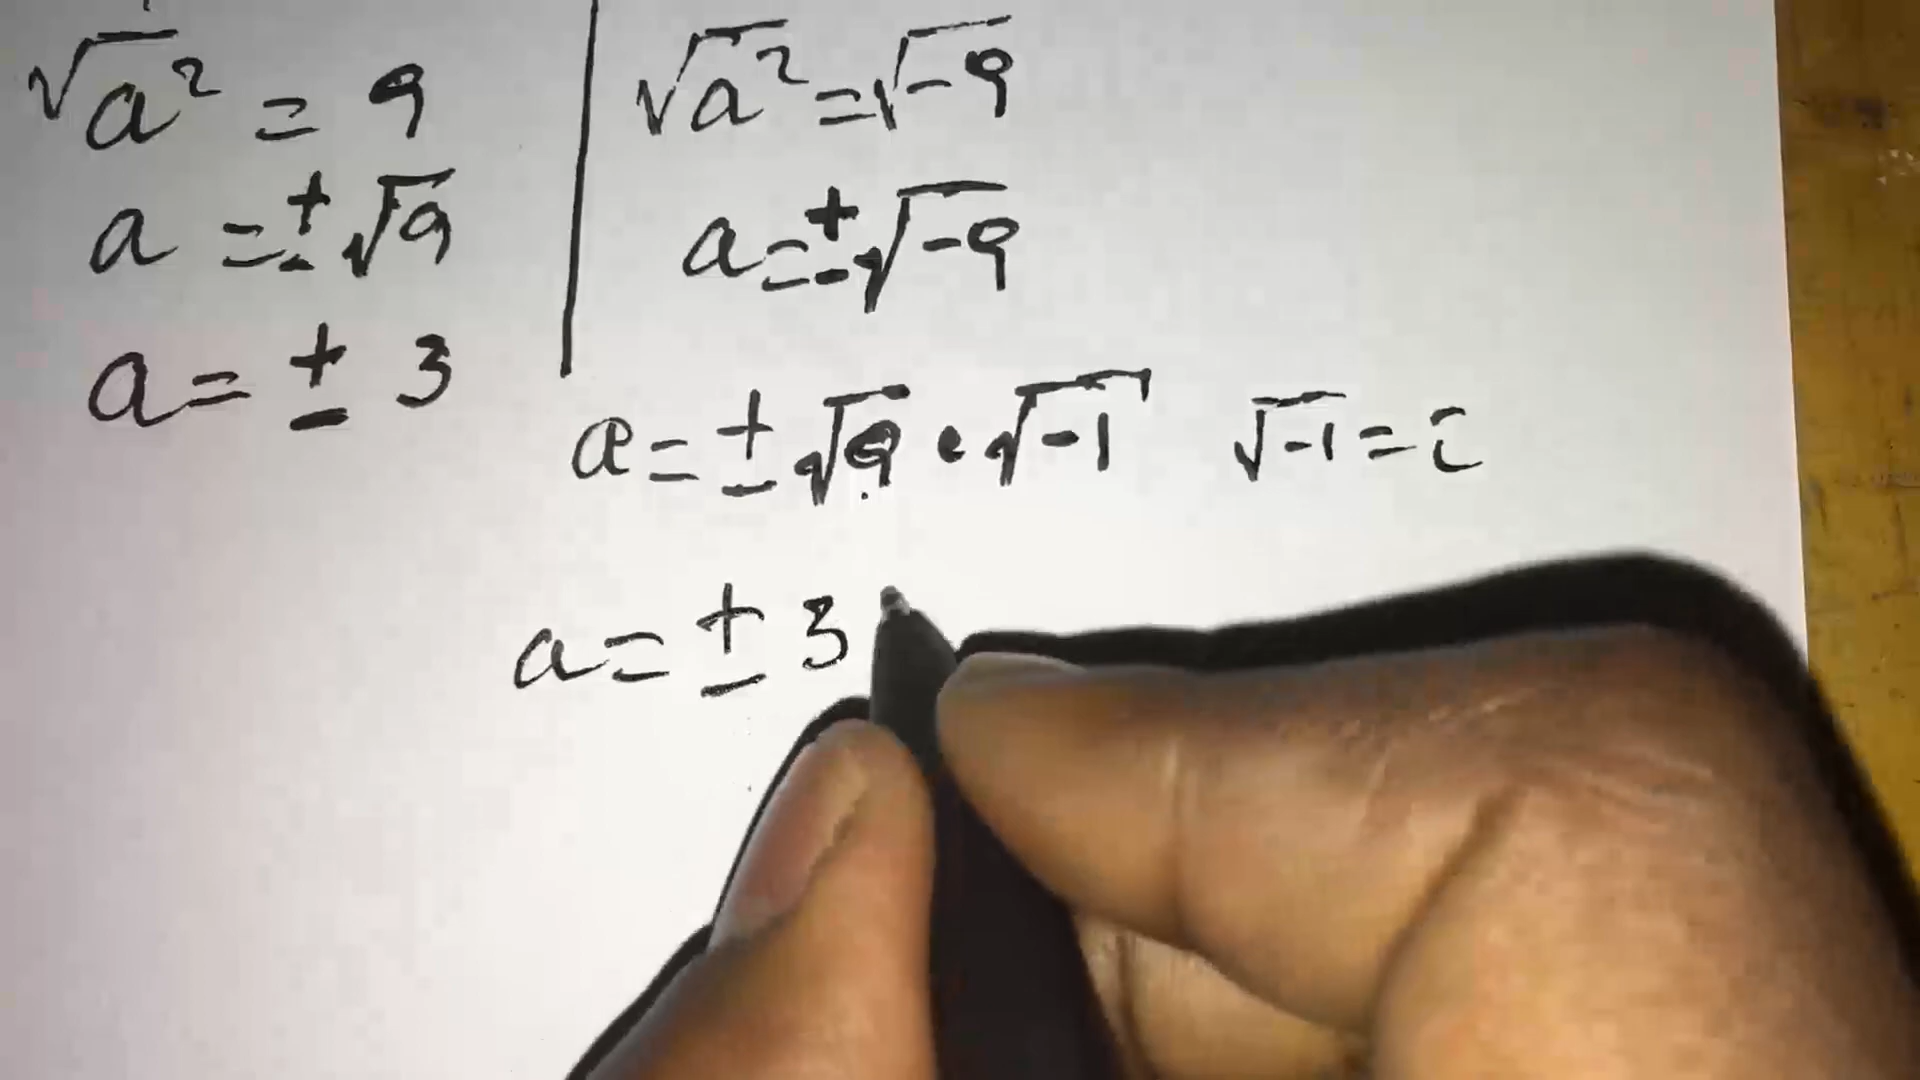 √a² = 9
a = ± √9
a = ± 3
√a² = √-9
a = ± √-9
a = ± √9 • √-1 √-1 = i
a = ± 3